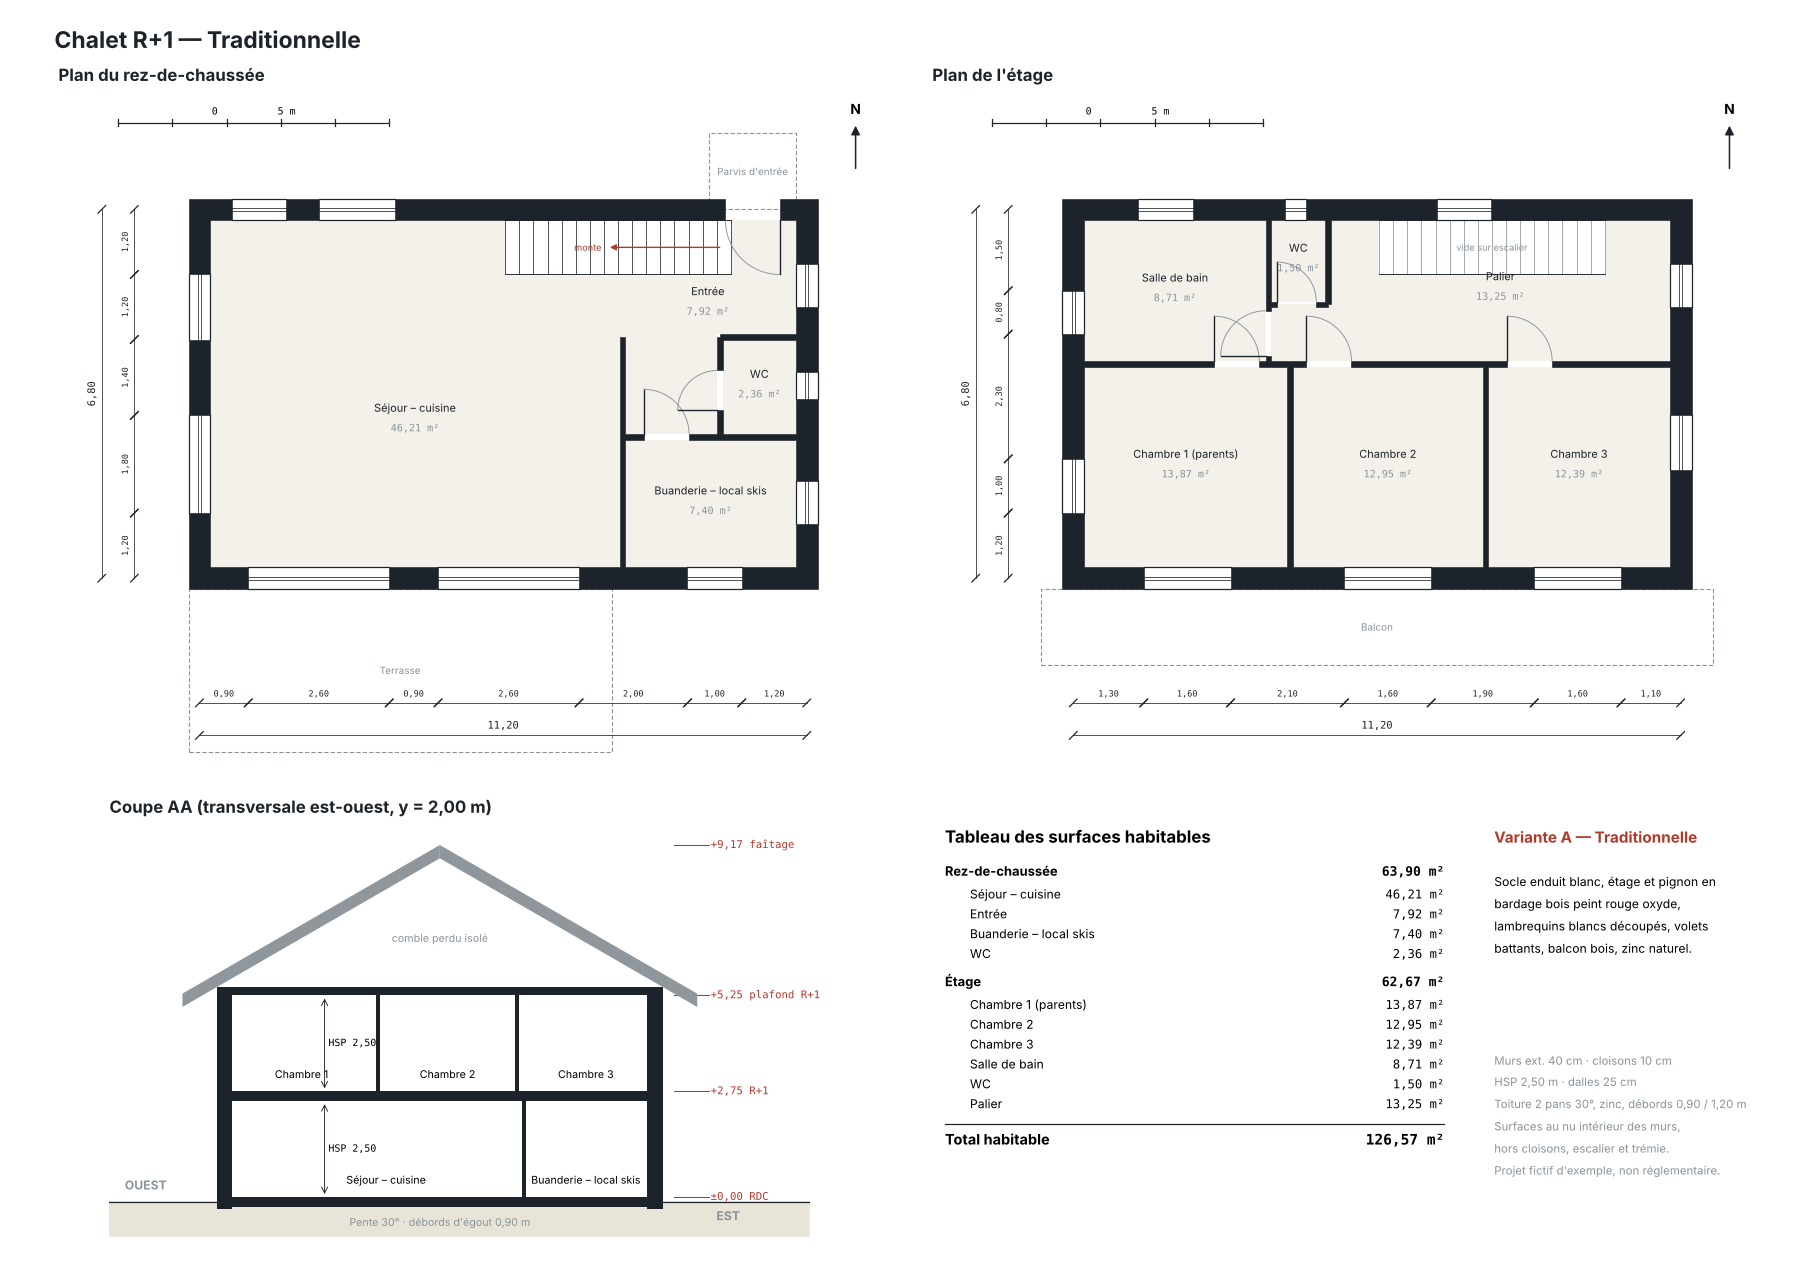 Chalet R+1 — Traditionnelle
Plan du rez-de-chaussée
0 5 m
N
Parvis d'entrée
monte
Entrée
7,92 m²
WC
2,36 m²
Séjour – cuisine
46,21 m²
Buanderie – local skis
7,40 m²
1,20
1,20
1,40
1,80
1,20
6,80
Terrasse
0,90 2,60 0,90 2,60 2,00 1,00 1,20
11,20
Plan de l'étage
0 5 m
N
WC
1,50 m²
vide sur escalier
Salle de bain
8,71 m²
Palier
13,25 m²
Chambre 1 (parents)
13,87 m²
Chambre 2
12,95 m²
Chambre 3
12,39 m²
1,50
0,80
2,30
1,00
1,20
6,80
Balcon
1,30 1,60 2,10 1,60 1,90 1,60 1,10
11,20
Coupe AA (transversale est-ouest, y = 2,00 m)
+9,17 faîtage
comble perdu isolé
+5,25 plafond R+1
HSP 2,50
Chambre 1
Chambre 2
Chambre 3
+2,75 R+1
HSP 2,50
Séjour – cuisine
Buanderie – local skis
OUEST
±0,00 RDC
EST
Pente 30° · débords d'égout 0,90 m
Tableau des surfaces habitables
Rez-de-chaussée 63,90 m²
Séjour – cuisine 46,21 m²
Entrée 7,92 m²
Buanderie – local skis 7,40 m²
WC 2,36 m²
Étage 62,67 m²
Chambre 1 (parents) 13,87 m²
Chambre 2 12,95 m²
Chambre 3 12,39 m²
Salle de bain 8,71 m²
WC 1,50 m²
Palier 13,25 m²
Total habitable 126,57 m²
Variante A — Traditionnelle
Socle enduit blanc, étage et pignon en
bardage bois peint rouge oxyde,
lambrequins blancs découpés, volets
battants, balcon bois, zinc naturel.
Murs ext. 40 cm · cloisons 10 cm
HSP 2,50 m · dalles 25 cm
Toiture 2 pans 30°, zinc, débords 0,90 / 1,20 m
Surfaces au nu intérieur des murs,
hors cloisons, escalier et trémie.
Projet fictif d'exemple, non réglementaire.